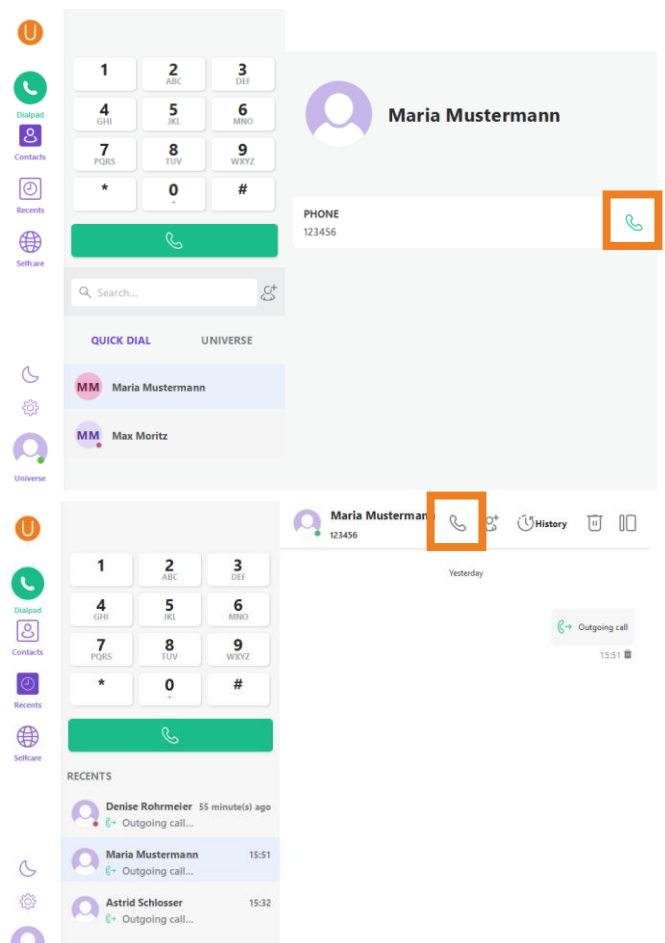 U
1
2
ABC
3
DEF
Dialpad
4
GHI
5
JKL
6
MNO
Maria Mustermann
Contacts
7
PQRS
8
TUV
9
WXYZ
*
0
#
Recents
PHONE
123456
Selfcare
Search...
QUICK DIAL UNIVERSE
MM Maria Mustermann
MM Max Moritz
Universe
U
Maria Musterman
123456
History
Yesterday
1
2
ABC
3
DEF
Dialpad
4
GHI
5
JKL
6
MNO
Outgoing call
15:51
Contacts
7
PQRS
8
TUV
9
WXYZ
*
0
#
Recents
Selfcare
RECENTS
Denise Rohrmeier 55 minute(s) ago
Outgoing call...
Maria Mustermann 15:51
Outgoing call...
Astrid Schlosser 15:32
Outgoing call...